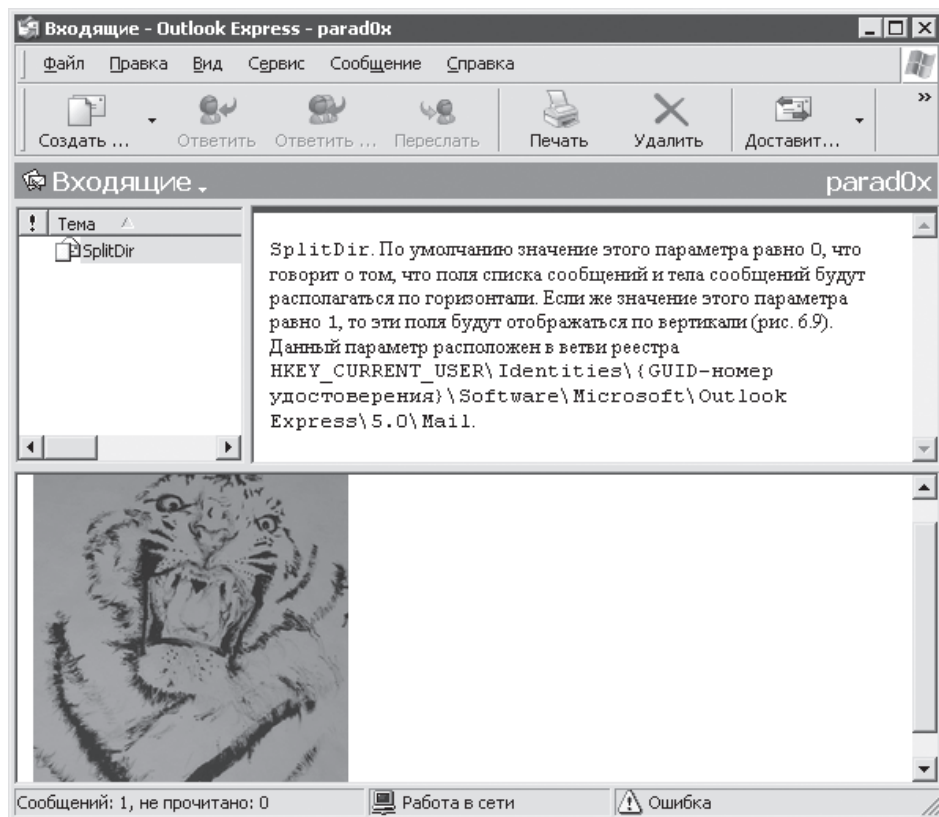 Входящие - Outlook Express - parad0x
Файл Правка Вид Сервис Сообщение Справка
Создать ... Ответить Ответить ... Переслать Печать Удалить Доставит... »
Входящие parad0x
! Тема
SplitDir
SplitDir. По умолчанию значение этого параметра равно 0, что
говорит о том, что поля списка сообщений и тела сообщений будут
располагаться по горизонтали. Если же значение этого параметра
равно 1, то эти поля будут отображаться по вертикали (рис. 6.9).
Данный параметр расположен в ветви реестра
HKEY_CURRENT_USER\Identities\{GUID-номер
удостоверения}\Software\Microsoft\Outlook
Express\5.0\Mail.
Сообщений: 1, не прочитано: 0 Работа в сети Ошибка